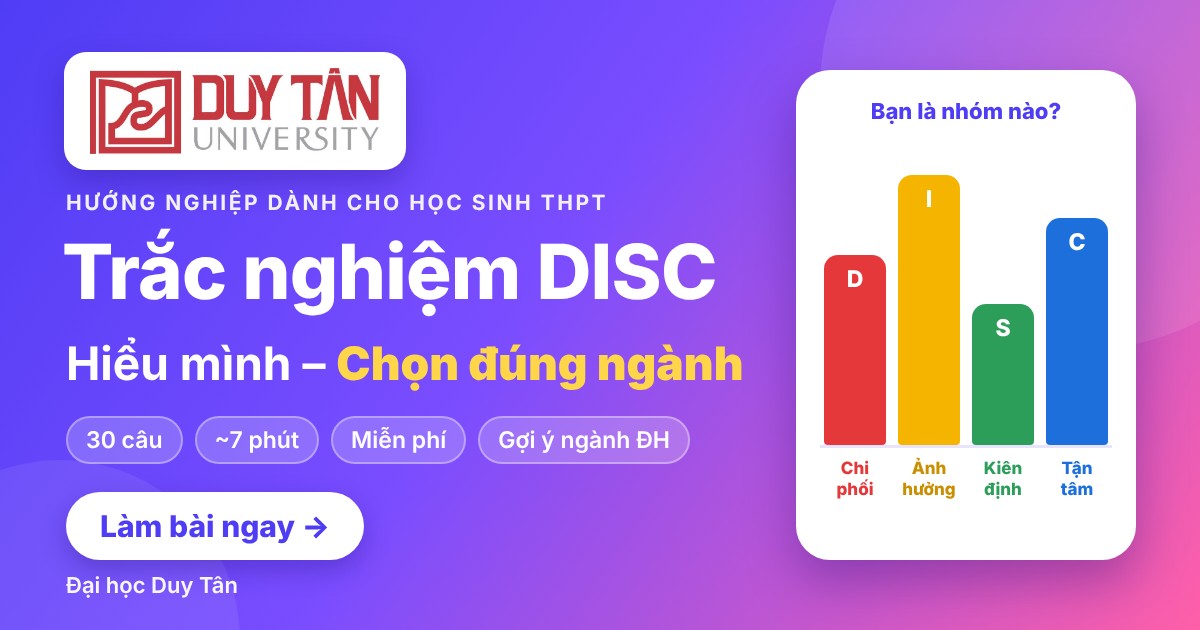 DUY TÂN
UNIVERSITY
HƯỚNG NGHIỆP DÀNH CHO HỌC SINH THPT
Trắc nghiệm DISC
Hiểu mình – Chọn đúng ngành
30 câu
~7 phút
Miễn phí
Gợi ý ngành ĐH
Làm bài ngay →
Đại học Duy Tân
Bạn là nhóm nào?
D
I
S
C
Chi
phối
Ảnh
hưởng
Kiên
định
Tận
tâm